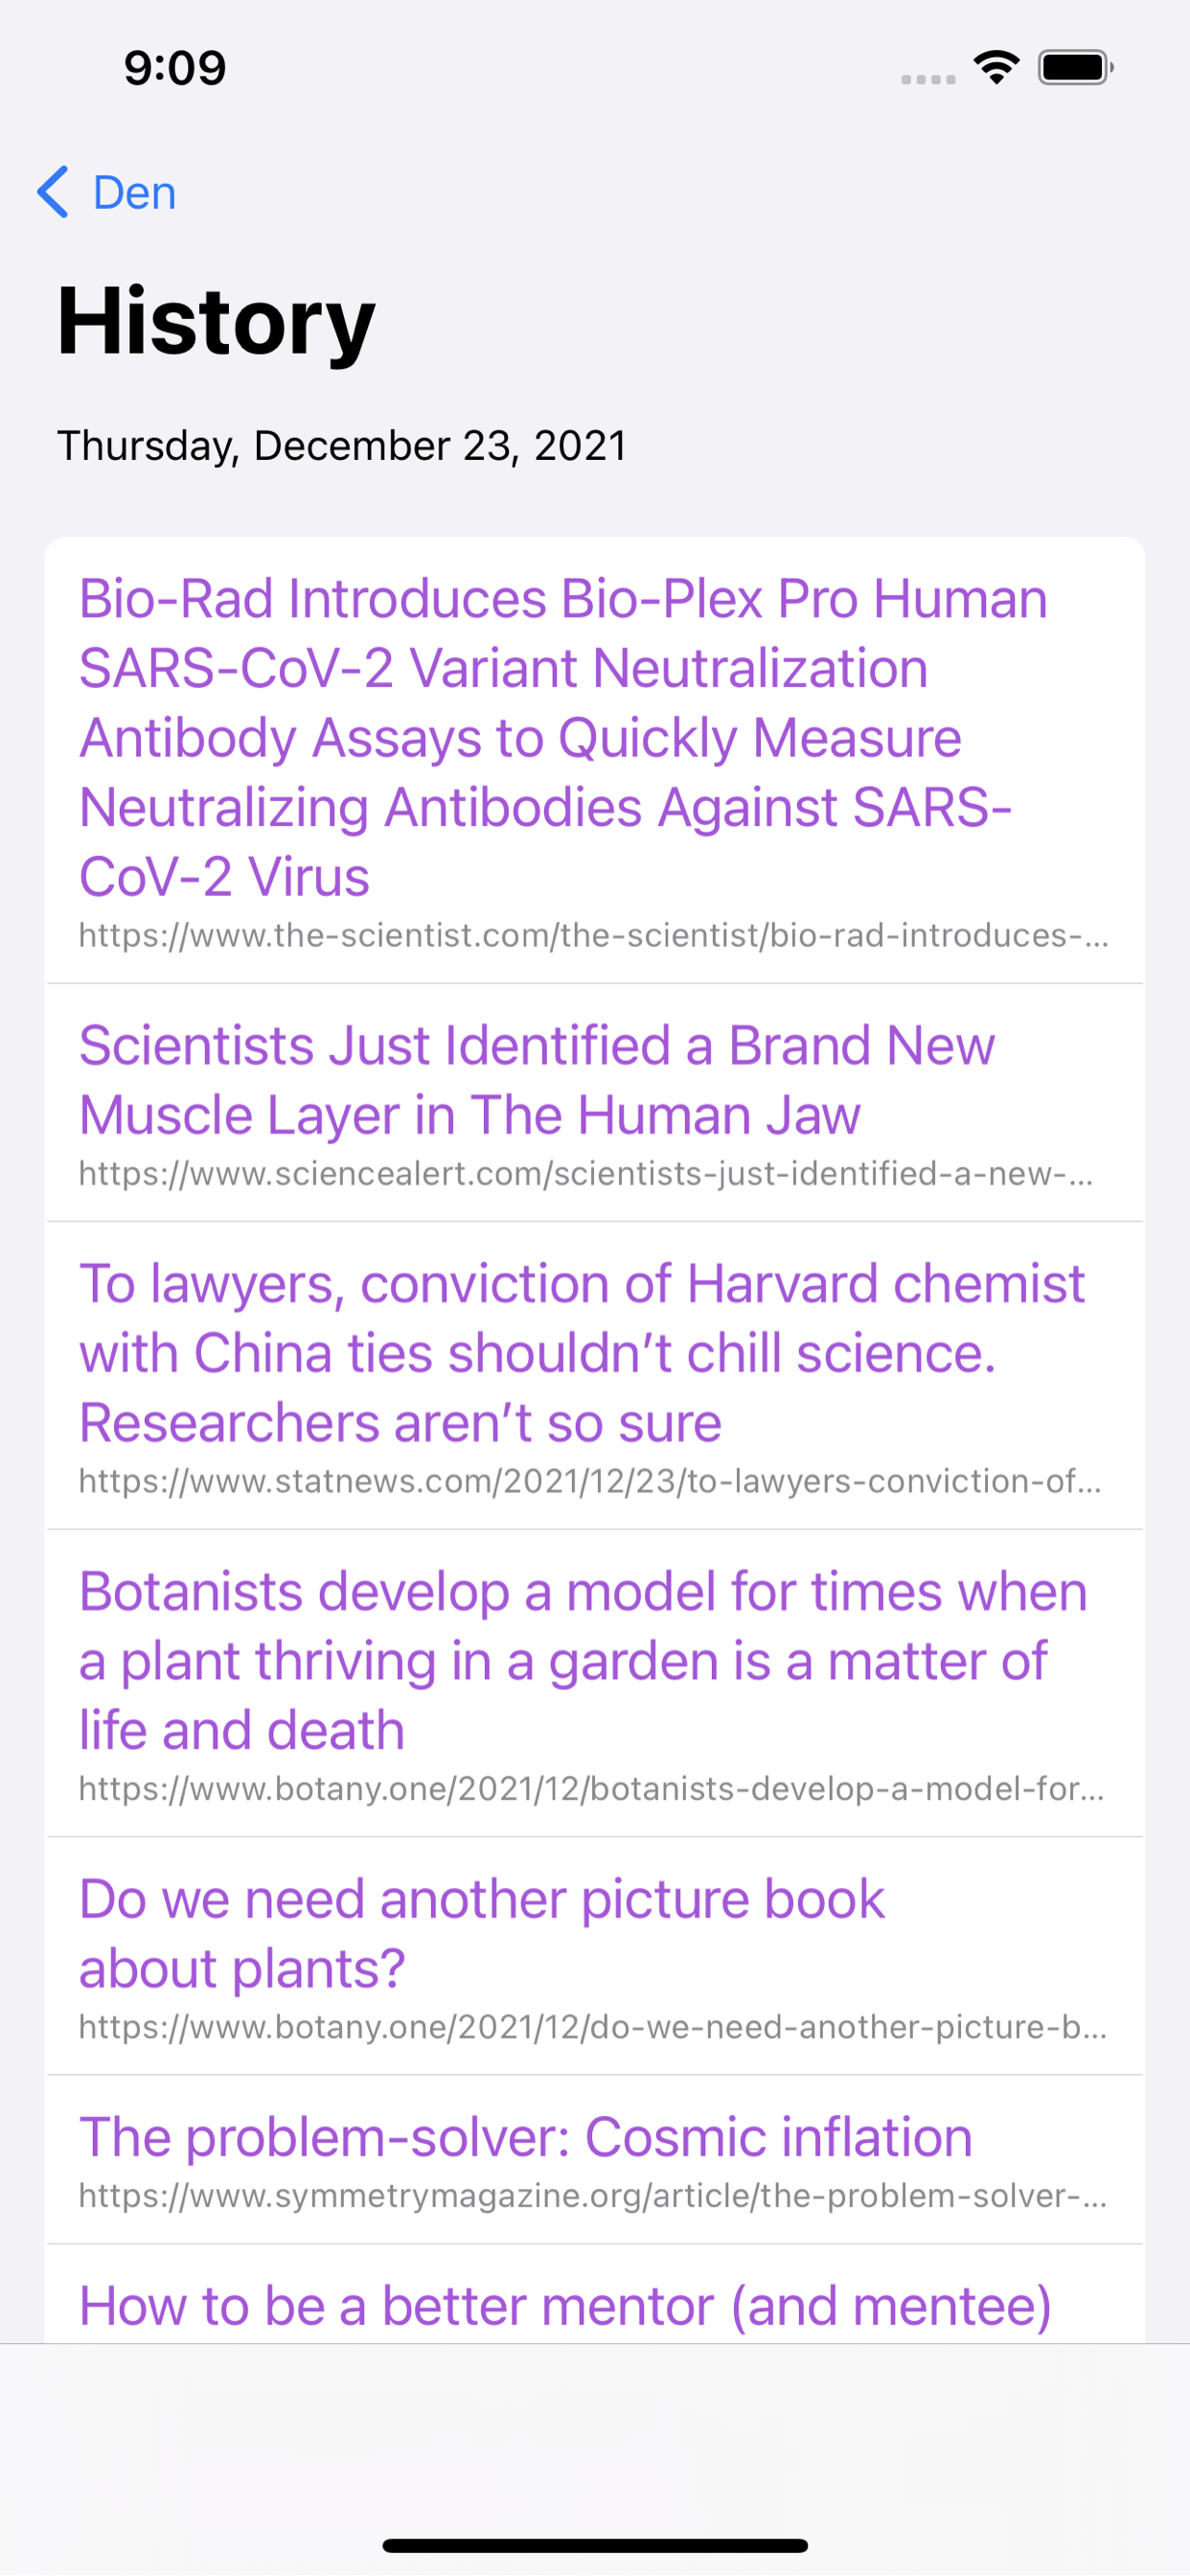 9:09
Den
History
Thursday, December 23, 2021
Bio-Rad Introduces Bio-Plex Pro Human
SARS-CoV-2 Variant Neutralization
Antibody Assays to Quickly Measure
Neutralizing Antibodies Against SARS-
CoV-2 Virus
https://www.the-scientist.com/the-scientist/bio-rad-introduces-...
Scientists Just Identified a Brand New
Muscle Layer in The Human Jaw
https://www.sciencealert.com/scientists-just-identified-a-new-...
To lawyers, conviction of Harvard chemist
with China ties shouldn’t chill science.
Researchers aren’t so sure
https://www.statnews.com/2021/12/23/to-lawyers-conviction-of...
Botanists develop a model for times when
a plant thriving in a garden is a matter of
life and death
https://www.botany.one/2021/12/botanists-develop-a-model-for...
Do we need another picture book
about plants?
https://www.botany.one/2021/12/do-we-need-another-picture-b...
The problem-solver: Cosmic inflation
https://www.symmetrymagazine.org/article/the-problem-solver-...
How to be a better mentor (and mentee)